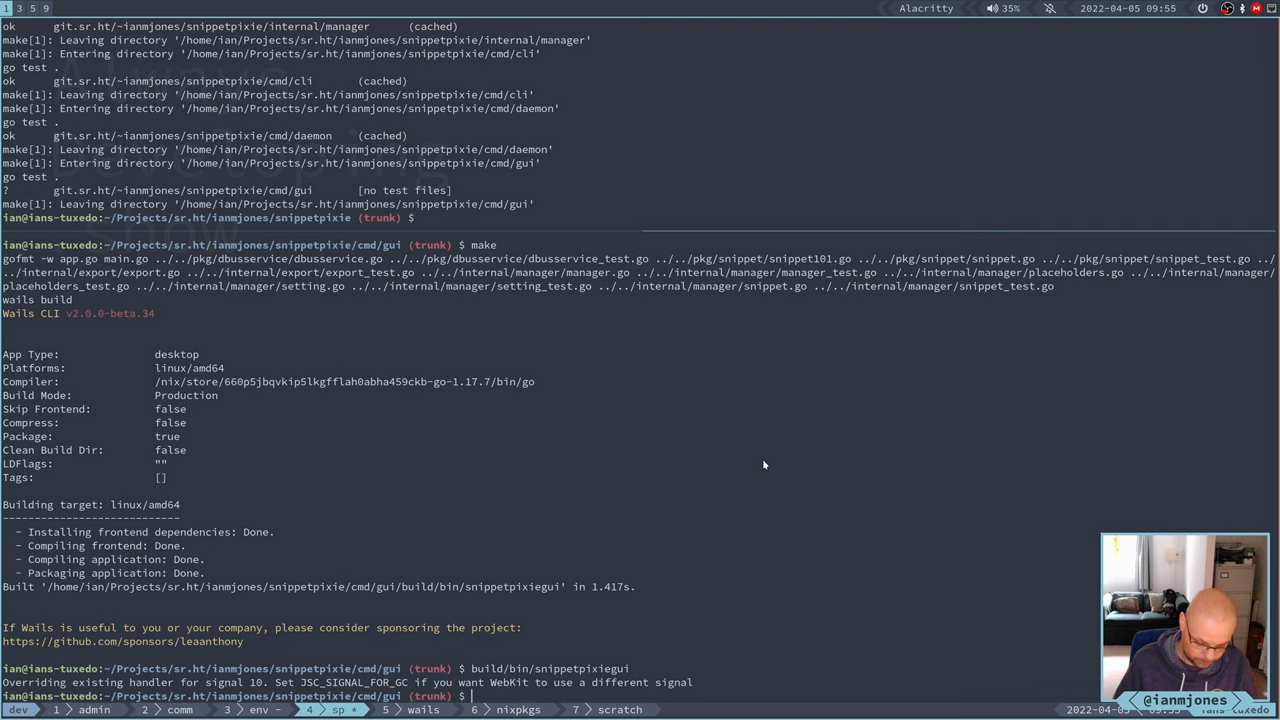 1 3 5 9 Alacritty 35% 2022-04-05 09:55
ok git.sr.ht/~ianmjones/snippetpixie/internal/manager (cached)
make[1]: Leaving directory '/home/ian/Projects/sr.ht/ianmjones/snippetpixie/internal/manager'
make[1]: Entering directory '/home/ian/Projects/sr.ht/ianmjones/snippetpixie/cmd/cli'
go test .
ok git.sr.ht/~ianmjones/snippetpixie/cmd/cli (cached)
make[1]: Leaving directory '/home/ian/Projects/sr.ht/ianmjones/snippetpixie/cmd/cli'
make[1]: Entering directory '/home/ian/Projects/sr.ht/ianmjones/snippetpixie/cmd/daemon'
go test .
ok git.sr.ht/~ianmjones/snippetpixie/cmd/daemon (cached)
make[1]: Leaving directory '/home/ian/Projects/sr.ht/ianmjones/snippetpixie/cmd/daemon'
make[1]: Entering directory '/home/ian/Projects/sr.ht/ianmjones/snippetpixie/cmd/gui'
go test .
? git.sr.ht/~ianmjones/snippetpixie/cmd/gui [no test files]
make[1]: Leaving directory '/home/ian/Projects/sr.ht/ianmjones/snippetpixie/cmd/gui'
ian@ians-tuxedo:~/Projects/sr.ht/ianmjones/snippetpixie (trunk) $
ian@ians-tuxedo:~/Projects/sr.ht/ianmjones/snippetpixie/cmd/gui (trunk) $ make
gofmt -w app.go main.go ../../pkg/dbusservice/dbusservice.go ../../pkg/dbusservice/dbusservice_test.go ../../pkg/snippet/snippet101.go ../../pkg/snippet/snippet.go ../../pkg/snippet/snippet_test.go ../
../internal/export/export.go ../../internal/export/export_test.go ../../internal/manager/manager.go ../../internal/manager/manager_test.go ../../internal/manager/placeholders.go ../../internal/manager/
placeholders_test.go ../../internal/manager/setting.go ../../internal/manager/setting_test.go ../../internal/manager/snippet.go ../../internal/manager/snippet_test.go
wails build
Wails CLI v2.0.0-beta.34
App Type: desktop
Platforms: linux/amd64
Compiler: /nix/store/660p5jbqvkip5lkgfflah0abha459ckb-go-1.17.7/bin/go
Build Mode: Production
Skip Frontend: false
Compress: false
Package: true
Clean Build Dir: false
LDFlags: ""
Tags: []
Building target: linux/amd64
----------------------------
- Installing frontend dependencies: Done.
- Compiling frontend: Done.
- Compiling application: Done.
- Packaging application: Done.
Built '/home/ian/Projects/sr.ht/ianmjones/snippetpixie/cmd/gui/build/bin/snippetpixiegui' in 1.417s.
If Wails is useful to you or your company, please consider sponsoring the project:
https://github.com/sponsors/leaanthony
ian@ians-tuxedo:~/Projects/sr.ht/ianmjones/snippetpixie/cmd/gui (trunk) $ build/bin/snippetpixiegui
Overriding existing handler for signal 10. Set JSC_SIGNAL_FOR_GC if you want WebKit to use a different signal
ian@ians-tuxedo:~/Projects/sr.ht/ianmjones/snippetpixie/cmd/gui (trunk) $
@ianmjones
dev 1 admin 2 comm 3 env - 4 sp * 5 wails 6 nixpkgs 7 scratch 2022-04-05